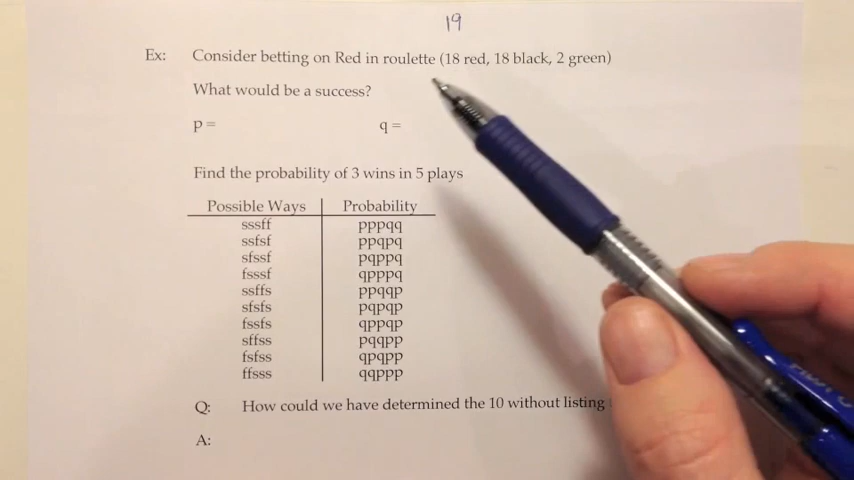 19
Ex: Consider betting on Red in roulette (18 red, 18 black, 2 green)
What would be a success?
p = q =
Find the probability of 3 wins in 5 plays
Possible Ways Probability
sssff pppqq
ssfsf ppqpq
sfssf pqppq
fsssf qpppq
ssffs ppqqp
sfsfs pqpqp
fssfs qppqp
sffss pqqpp
fsfss qpqpp
ffsss qqppp
Q: How could we have determined the 10 without listing
A: